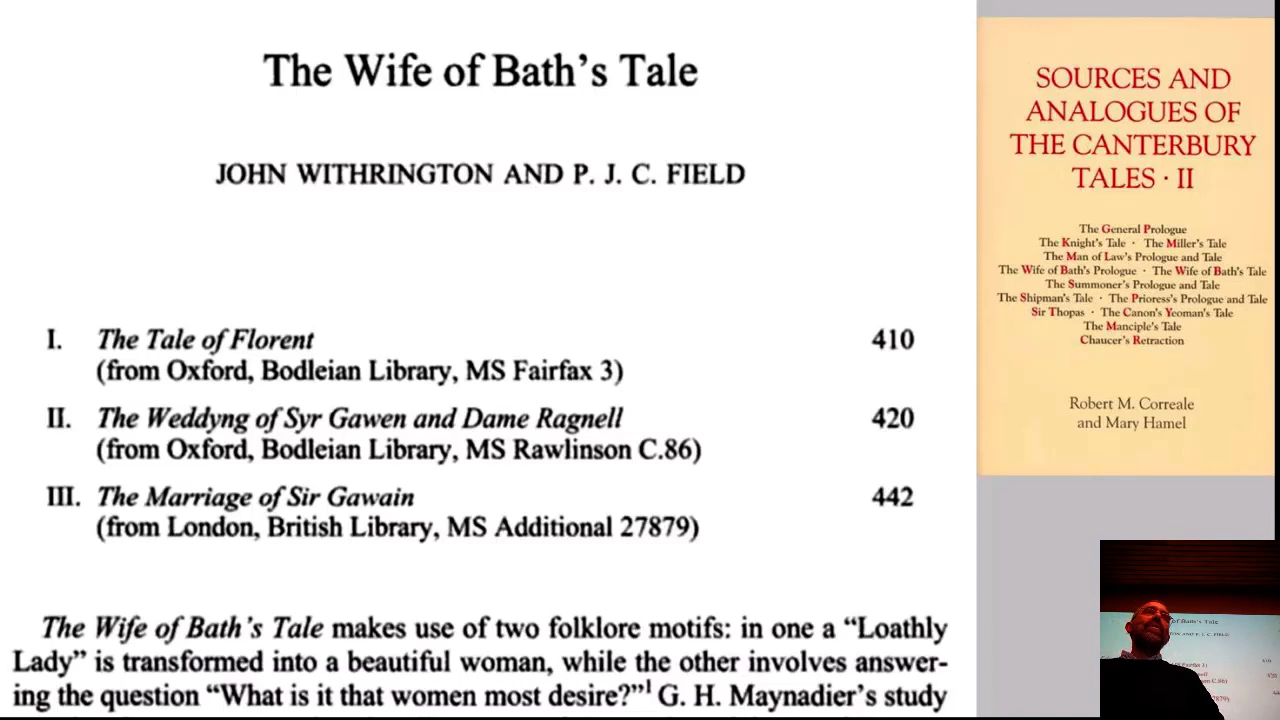 The Wife of Bath's Tale
JOHN WITHRINGTON AND P. J. C. FIELD
I. The Tale of Florent 410
(from Oxford, Bodleian Library, MS Fairfax 3)
II. The Weddyng of Syr Gawen and Dame Ragnell 420
(from Oxford, Bodleian Library, MS Rawlinson C.86)
III. The Marriage of Sir Gawain 442
(from London, British Library, MS Additional 27879)
The Wife of Bath's Tale makes use of two folklore motifs: in one a “Loathly
Lady” is transformed into a beautiful woman, while the other involves answer-
ing the question “What is it that women most desire?”1 G. H. Maynadier's study
SOURCES AND
ANALOGUES OF
THE CANTERBURY
TALES · II
The General Prologue
The Knight's Tale · The Miller's Tale
The Man of Law's Prologue and Tale
The Wife of Bath's Prologue · The Wife of Bath's Tale
The Summoner's Prologue and Tale
The Shipman's Tale · The Prioress's Prologue and Tale
Sir Thopas · The Canon's Yeoman's Tale
The Manciple's Tale
Chaucer's Retraction
Robert M. Correale
and Mary Hamel
of Bath's Tale
AND P. J. C. FIELD